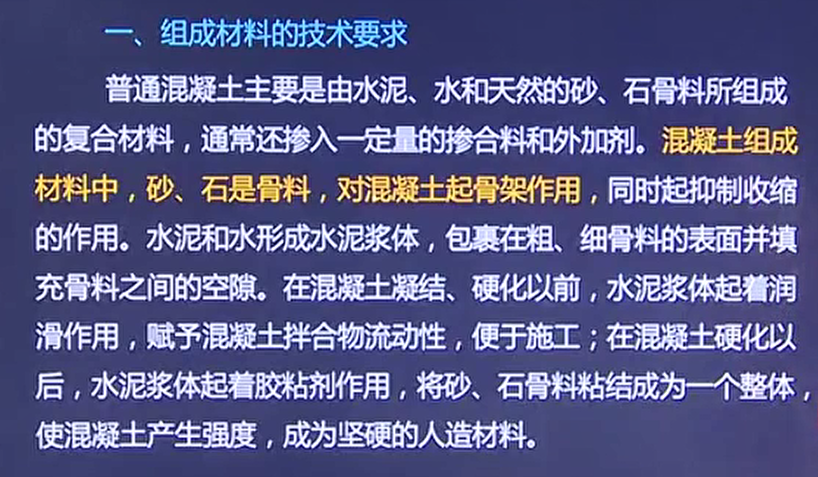 一、组成材料的技术要求
普通混凝土主要是由水泥、水和天然的砂、石骨料所组成
的复合材料，通常还掺入一定量的掺合料和外加剂。混凝土组成
材料中，砂、石是骨料，对混凝土起骨架作用，同时起抑制收缩
的作用。水泥和水形成水泥浆体，包裹在粗、细骨料的表面并填
充骨料之间的空隙。在混凝土凝结、硬化以前，水泥浆体起着润
滑作用，赋予混凝土拌合物流动性，便于施工；在混凝土硬化以
后，水泥浆体起着胶粘剂作用，将砂、石骨料粘结成为一个整体，
使混凝土产生强度，成为坚硬的人造材料。